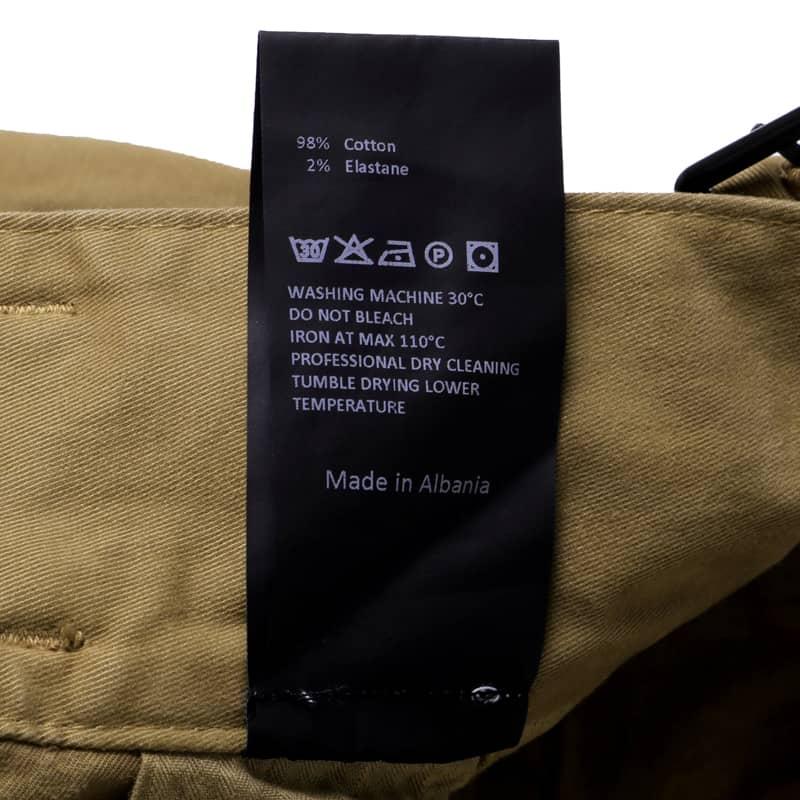 98% Cotton
2% Elastane
30 P
WASHING MACHINE 30°C
DO NOT BLEACH
IRON AT MAX 110°C
PROFESSIONAL DRY CLEANING
TUMBLE DRYING LOWER
TEMPERATURE
Made in Albania